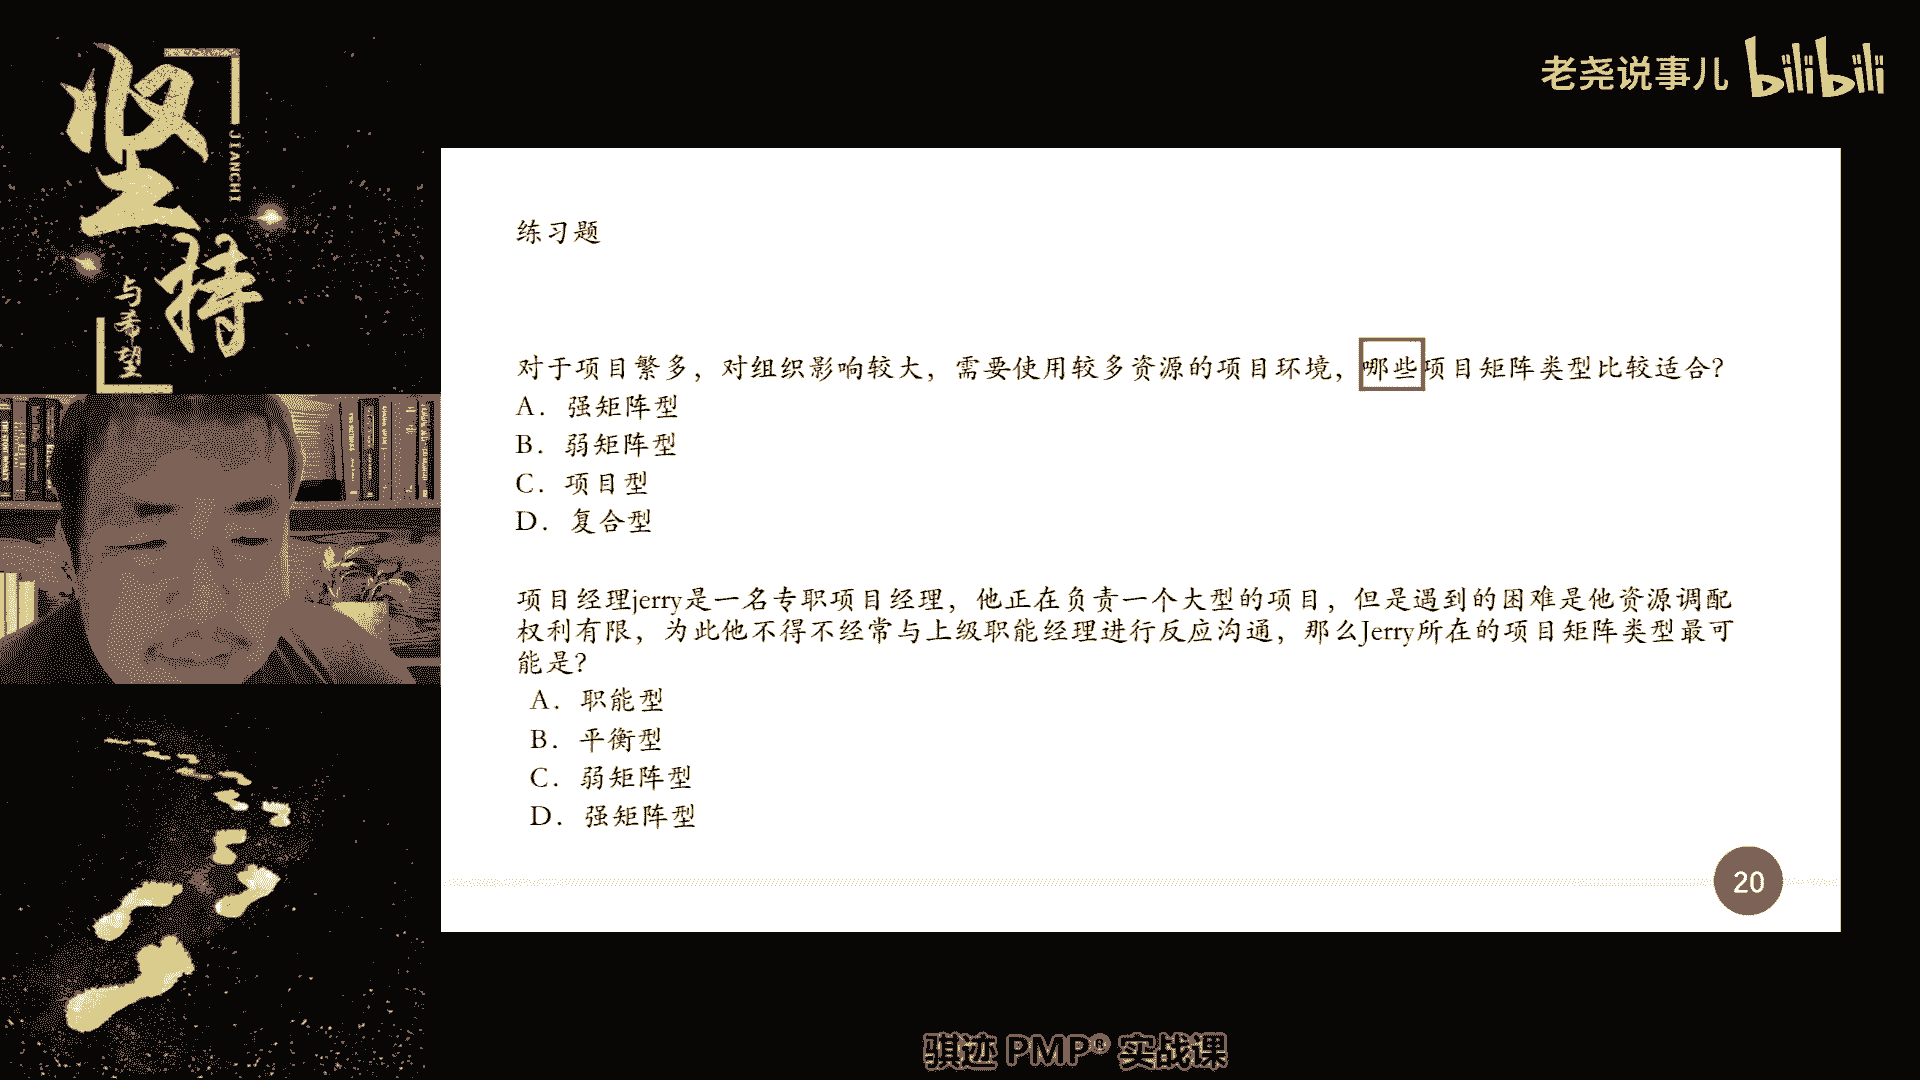 坚持
JIANCHI
与希望
老尧说事儿 bilibili
练习题
对于项目繁多，对组织影响较大，需要使用较多资源的项目环境，哪些项目矩阵类型比较适合？
A．强矩阵型
B．弱矩阵型
C．项目型
D．复合型
项目经理jerry是一名专职项目经理，他正在负责一个大型的项目，但是遇到的困难是他资源调配
权利有限，为此他不得不经常与上级职能经理进行反应沟通，那么Jerry所在的项目矩阵类型最可
能是？
A．职能型
B．平衡型
C．弱矩阵型
D．强矩阵型
20
骐迹 PMP® 实战课